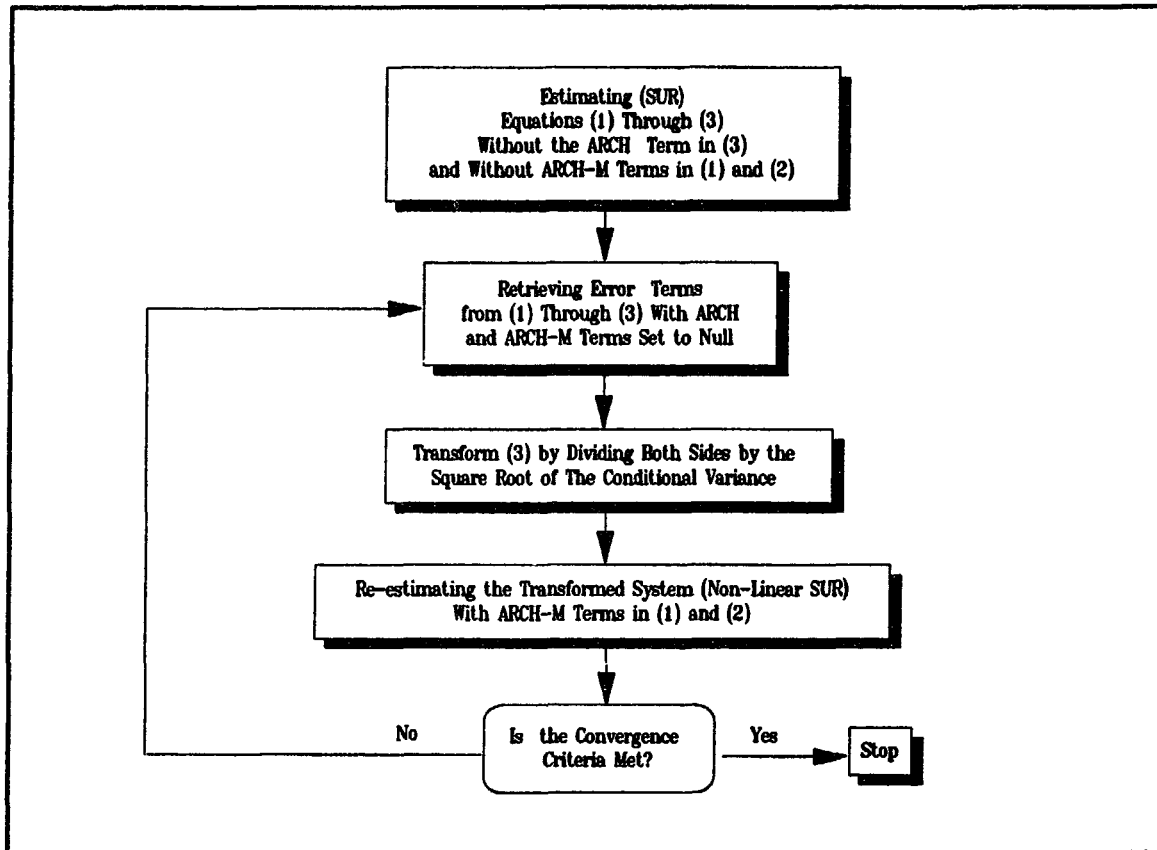 Estimating (SUR)
Equations (1) Through (3)
Without the ARCH Term in (3)
and Without ARCH-M Terms in (1) and (2)
Retrieving Error Terms
from (1) Through (3) With ARCH
and ARCH-M Terms Set to Null
Transform (3) by Dividing Both Sides by the
Square Root of The Conditional Variance
Re-estimating the Transformed System (Non-Linear SUR)
With ARCH-M Terms in (1) and (2)
No
Is the Convergence
Criteria Met?
Yes
Stop